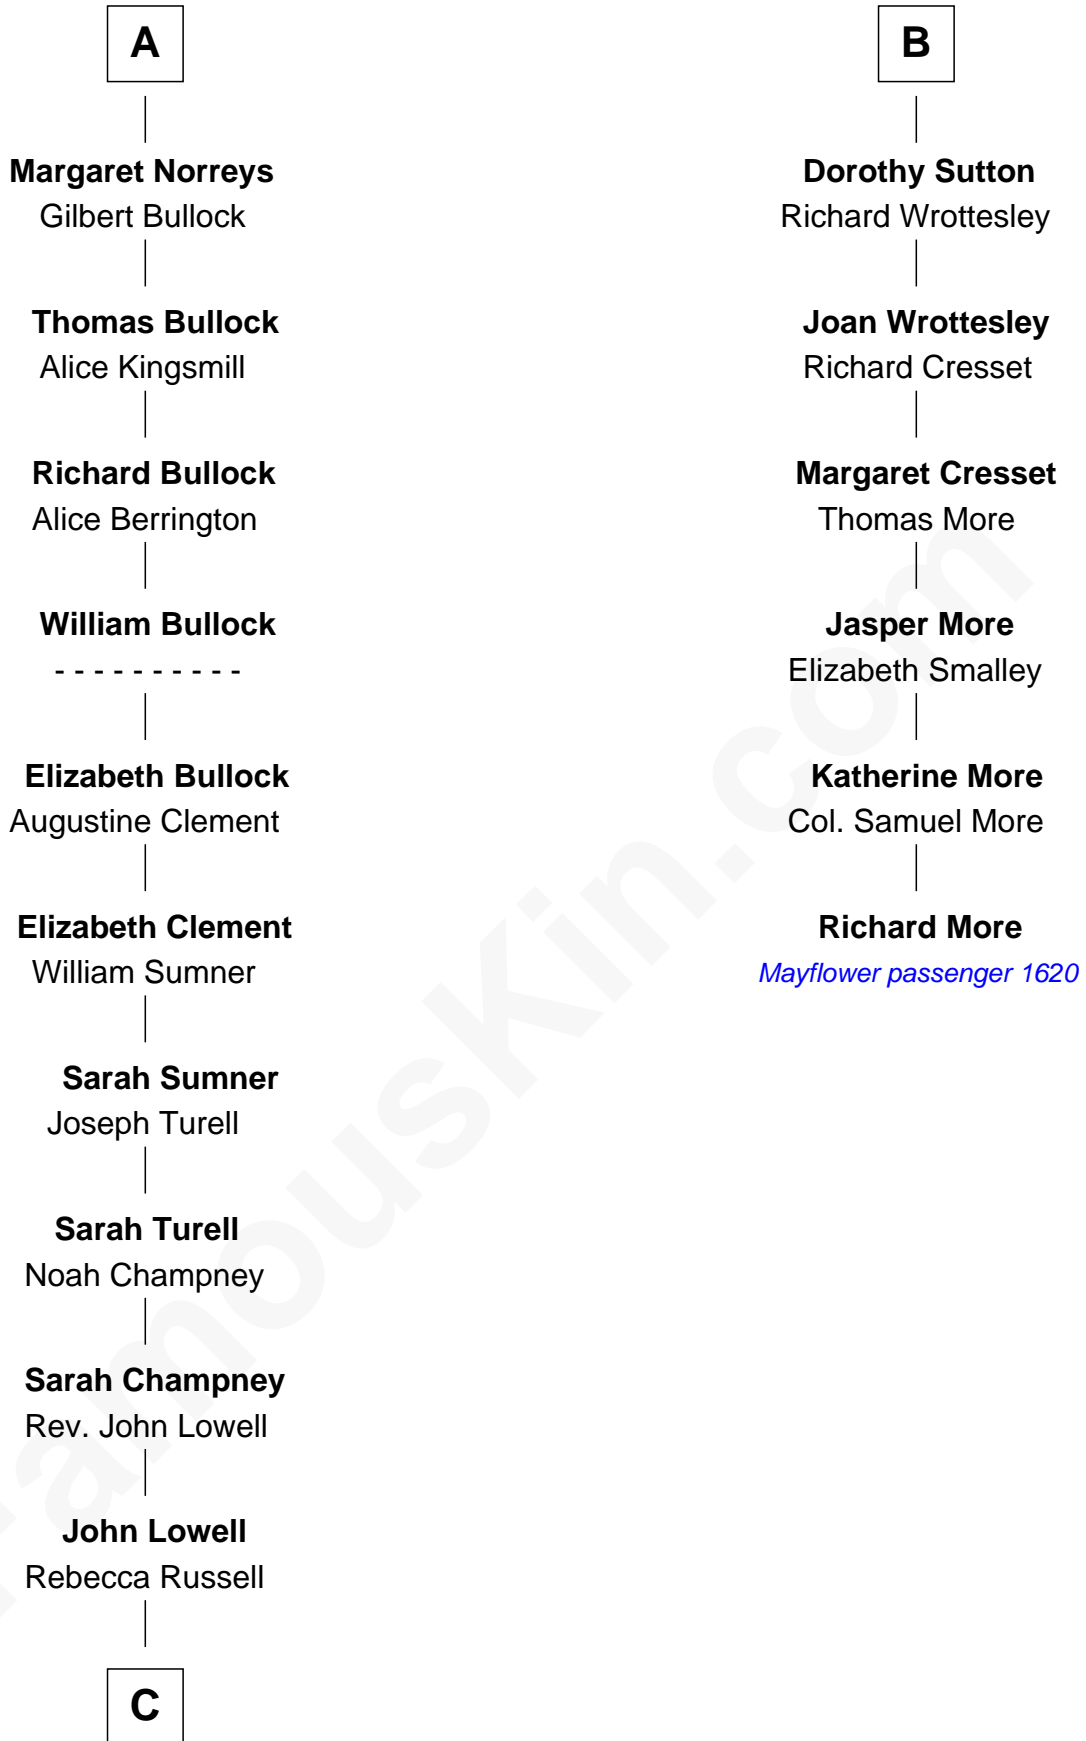 A
Margaret Norreys
Gilbert Bullock
Thomas Bullock
Alice Kingsmill
Richard Bullock
Alice Berrington
William Bullock
- - - - - - - - - -
Elizabeth Bullock
Augustine Clement
Elizabeth Clement
William Sumner
Sarah Sumner
Joseph Turell
Sarah Turell
Noah Champney
Sarah Champney
Rev. John Lowell
John Lowell
Rebecca Russell
C
B
Dorothy Sutton
Richard Wrottesley
Joan Wrottesley
Richard Cresset
Margaret Cresset
Thomas More
Jasper More
Elizabeth Smalley
Katherine More
Col. Samuel More
Richard More
Mayflower passenger 1620
FamousKin.com